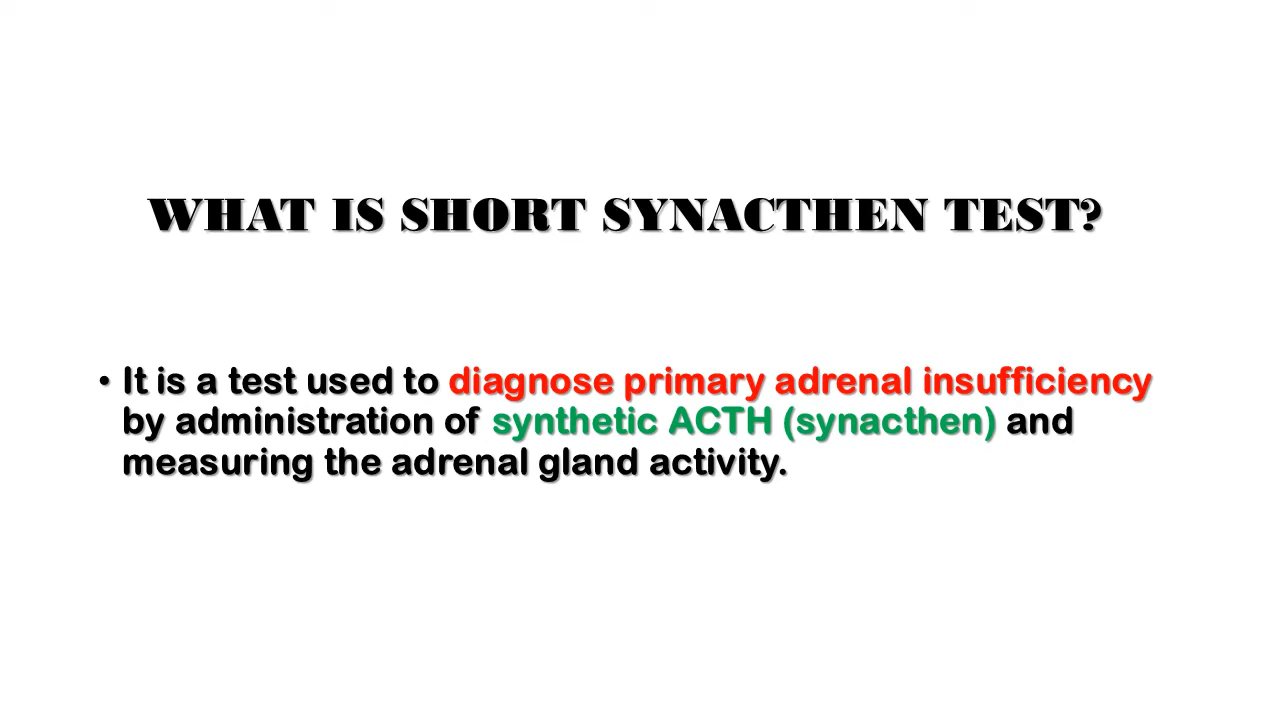 WHAT IS SHORT SYNACTHEN TEST?
• It is a test used to diagnose primary adrenal insufficiency
by administration of synthetic ACTH (synacthen) and
measuring the adrenal gland activity.